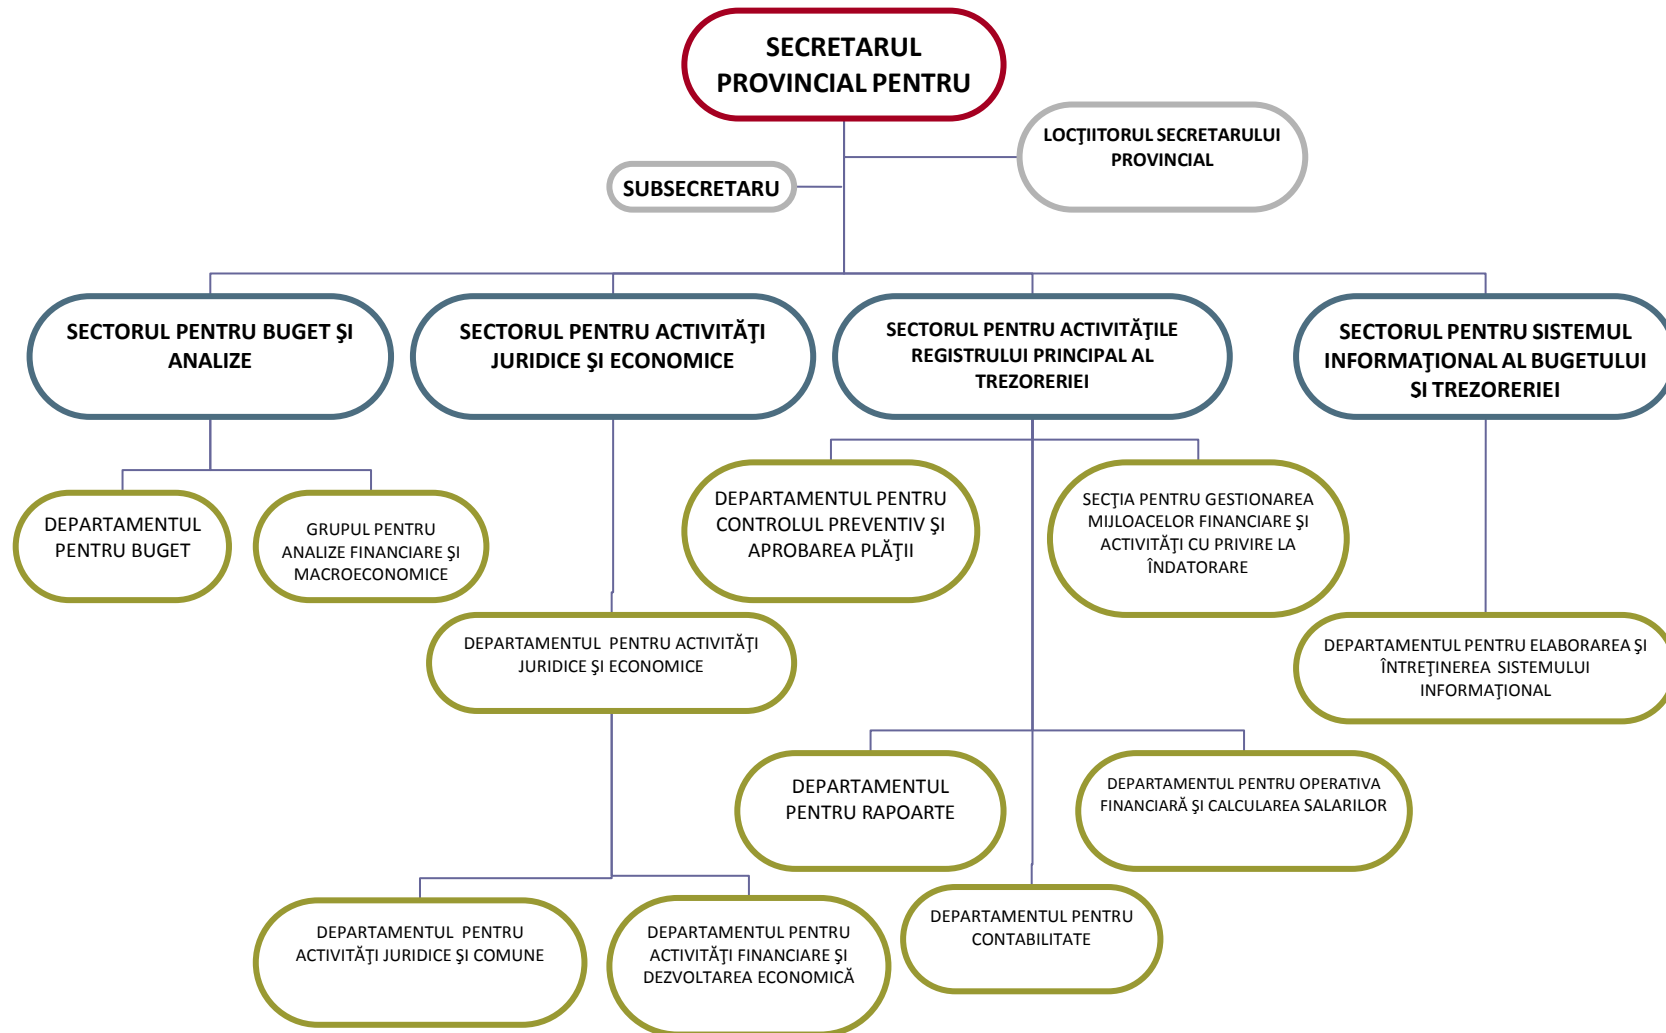 SECRETARUL
PROVINCIAL PENTRU
LOCŢIITORUL SECRETARULUI
PROVINCIAL
SUBSECRETARU
SECTORUL PENTRU BUGET ŞI
ANALIZE
SECTORUL PENTRU ACTIVITĂŢI
JURIDICE ŞI ECONOMICE
SECTORUL PENTRU ACTIVITĂŢILE
REGISTRULUI PRINCIPAL AL
TREZORERIEI
SECTORUL PENTRU SISTEMUL
INFORMAŢIONAL AL BUGETULUI
ŞI TREZORERIEI
DEPARTAMENTUL
PENTRU BUGET
GRUPUL PENTRU
ANALIZE FINANCIARE ŞI
MACROECONOMICE
DEPARTAMENTUL PENTRU
CONTROLUL PREVENTIV ŞI
APROBAREA PLĂŢII
SECŢIA PENTRU GESTIONAREA
MIJLOACELOR FINANCIARE ŞI
ACTIVITĂŢI CU PRIVIRE LA
ÎNDATORARE
DEPARTAMENTUL PENTRU ACTIVITĂŢI
JURIDICE ŞI ECONOMICE
DEPARTAMENTUL PENTRU ELABORAREA ŞI
ÎNTREŢINEREA SISTEMULUI
INFORMAŢIONAL
DEPARTAMENTUL
PENTRU RAPOARTE
DEPARTAMENTUL PENTRU OPERATIVA
FINANCIARĂ ŞI CALCULAREA SALARILOR
DEPARTAMENTUL PENTRU
ACTIVITĂŢI JURIDICE ŞI COMUNE
DEPARTAMENTUL PENTRU
ACTIVITĂŢI FINANCIARE ŞI
DEZVOLTAREA ECONOMICĂ
DEPARTAMENTUL PENTRU
CONTABILITATE